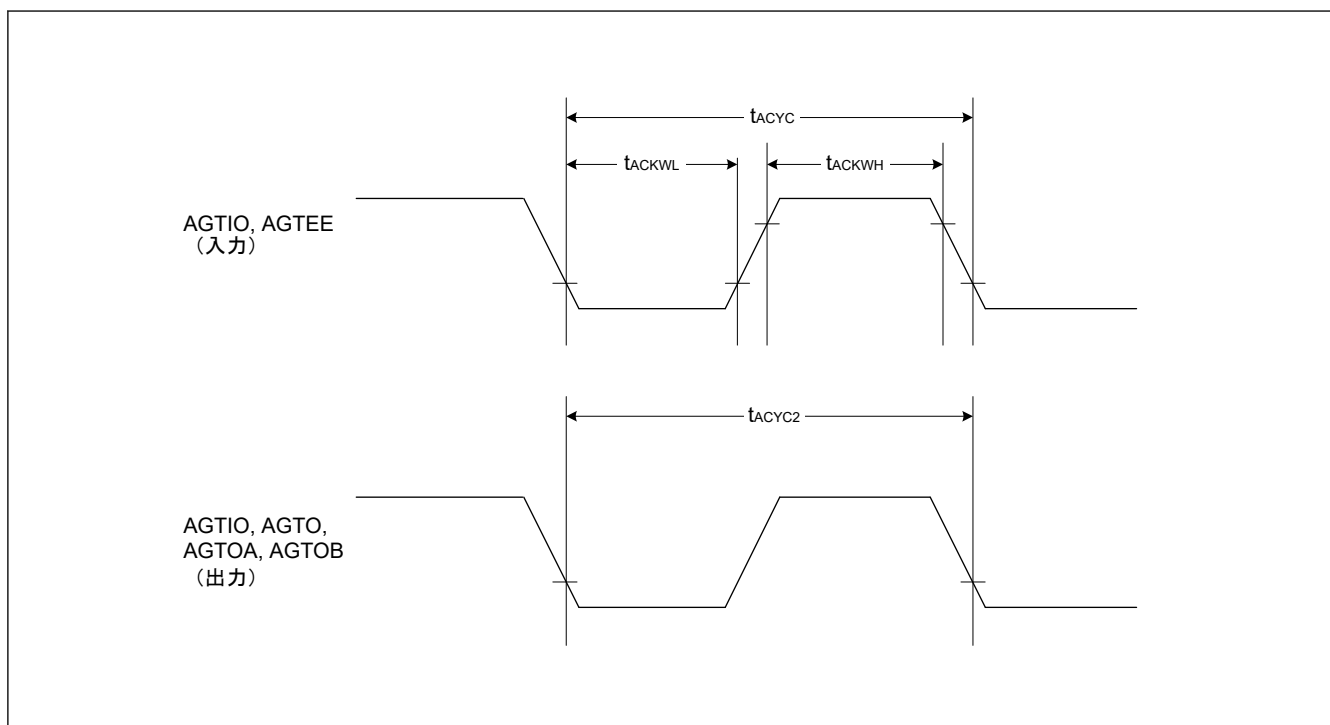 tACYC
tACKWL
tACKWH
AGTIO, AGTEE
（入力）
tACYC2
AGTIO, AGTO,
AGTOA, AGTOB
（出力）